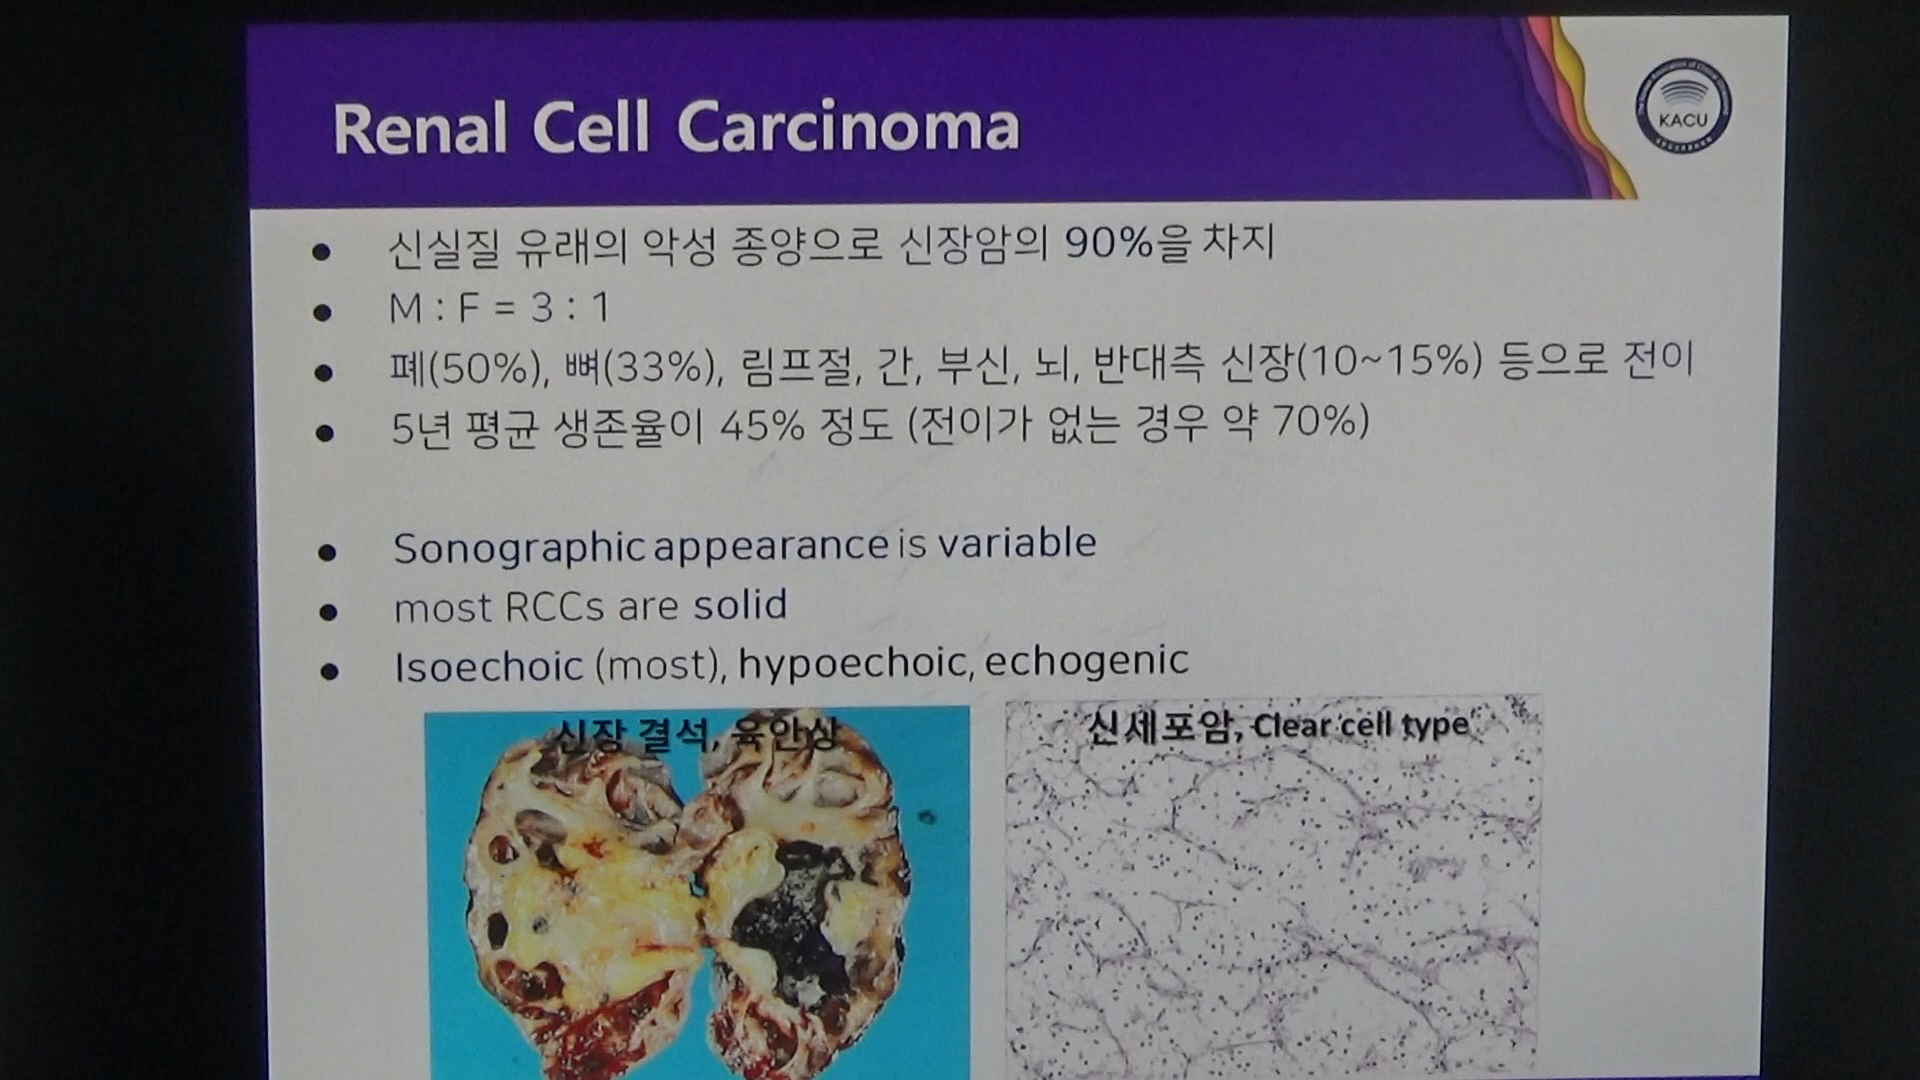 Renal Cell Carcinoma
KACU
● 신실질 유래의 악성 종양으로 신장암의 90%을 차지
● M : F = 3 : 1
● 폐(50%), 뼈(33%), 림프절, 간, 부신, 뇌, 반대측 신장(10~15%) 등으로 전이
● 5년 평균 생존율이 45% 정도 (전이가 없는 경우 약 70%)
● Sonographic appearance is variable
● most RCCs are solid
● Isoechoic (most), hypoechoic, echogenic
신장 결석, 육안상
신세포암, Clear cell type